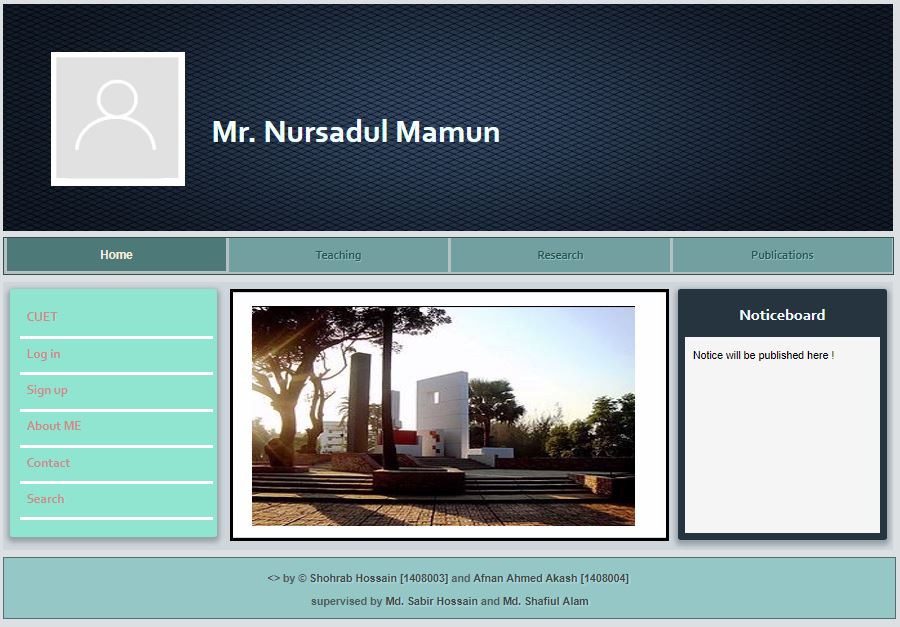 Mr. Nursadul Mamun
Home
Teaching
Research
Publications
CUET
Log in
Sign up
About ME
Contact
Search
Noticeboard
Notice will be published here !
<> by © Shohrab Hossain [1408003] and Afnan Ahmed Akash [1408004]
supervised by Md. Sabir Hossain and Md. Shafiul Alam